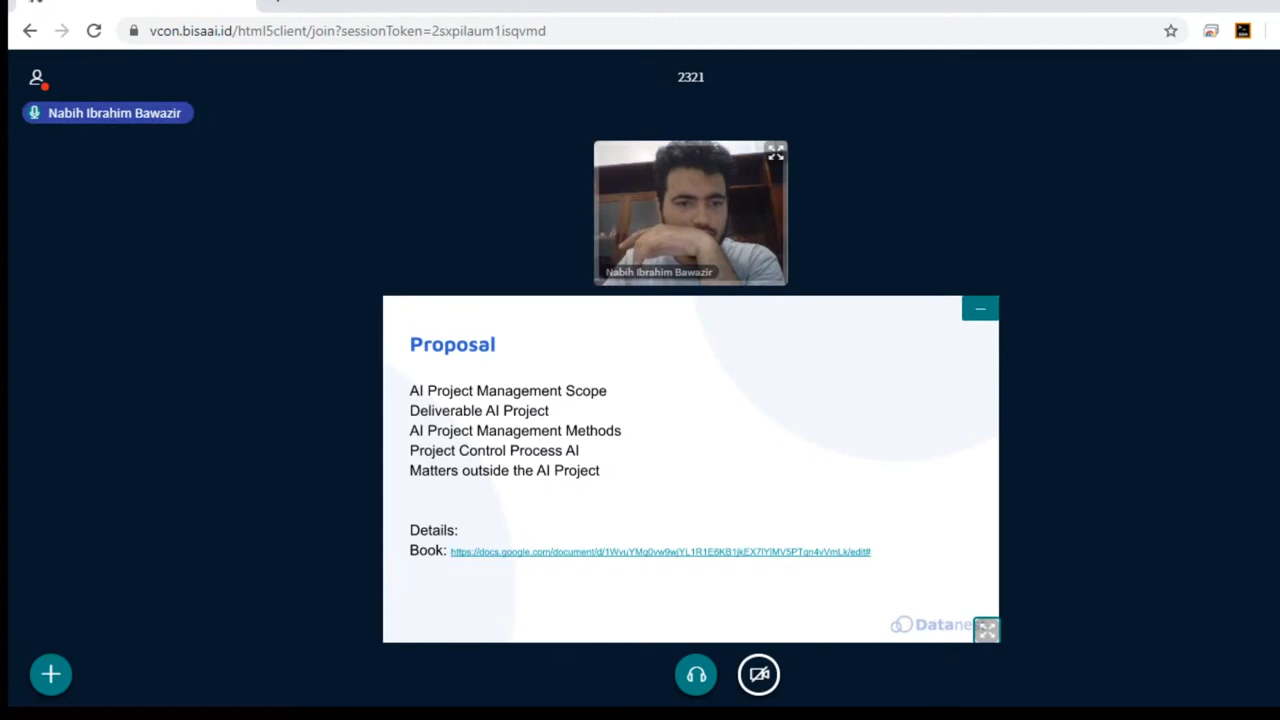 vcon.bisaai.id/html5client/join?sessionToken=2sxpilaum1isqvmd
2321
Nabih Ibrahim Bawazir
Nabih Ibrahim Bawazir
Proposal
AI Project Management Scope
Deliverable AI Project
AI Project Management Methods
Project Control Process AI
Matters outside the AI Project
Details:
Book: